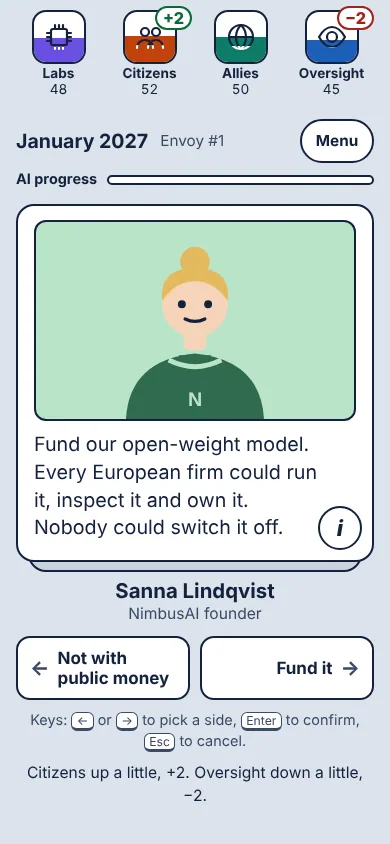 +2
−2
Labs
Citizens
Allies
Oversight
48
52
50
45
January 2027
Envoy #1
Menu
AI progress
N
Fund our open-weight model.
Every European firm could run
it, inspect it and own it.
Nobody could switch it off.
i
Sanna Lindqvist
NimbusAI founder
← Not with
public money
Fund it →
Keys: ← or → to pick a side, Enter to confirm,
Esc to cancel.
Citizens up a little, +2. Oversight down a little,
−2.